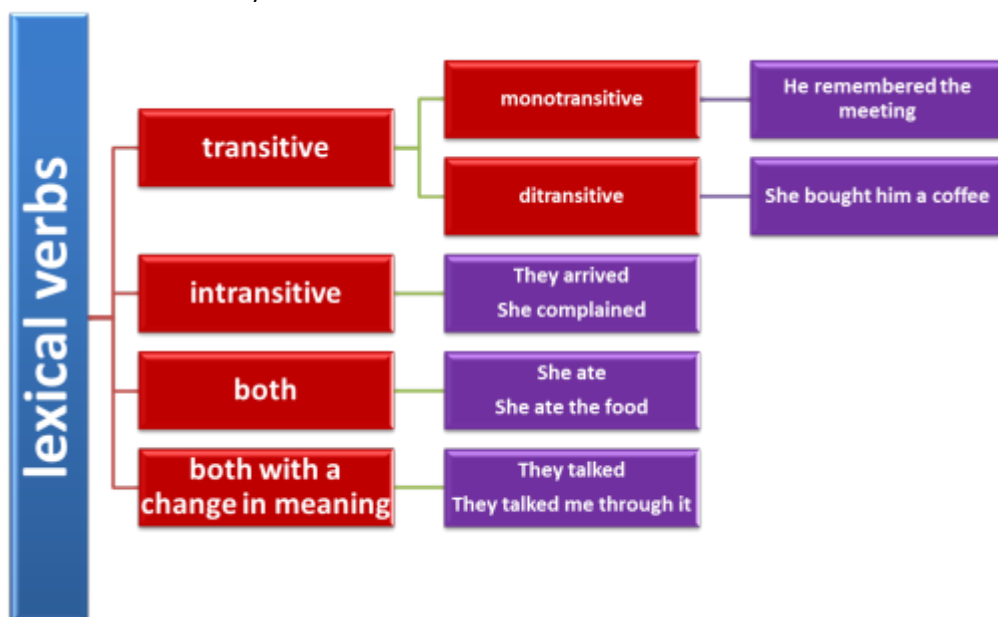 lexical verbs
transitive
monotransitive
He remembered the
meeting
ditransitive
She bought him a coffee
intransitive
They arrived
She complained
both
She ate
She ate the food
both with a
change in meaning
They talked
They talked me through it